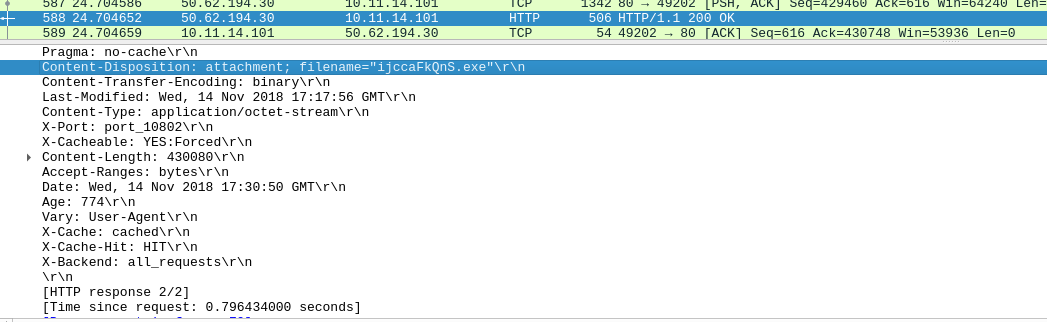 587 24.704586 50.62.194.30 10.11.14.101 TCP 1342 80 → 49202 [PSH, ACK] Seq=429460 Ack=616 Win=64240 Len=
588 24.704652 50.62.194.30 10.11.14.101 HTTP 506 HTTP/1.1 200 OK
589 24.704659 10.11.14.101 50.62.194.30 TCP 54 49202 → 80 [ACK] Seq=616 Ack=430748 Win=53936 Len=0
Pragma: no-cache\r\n
Content-Disposition: attachment; filename="ijccaFkQnS.exe"\r\n
Content-Transfer-Encoding: binary\r\n
Last-Modified: Wed, 14 Nov 2018 17:17:56 GMT\r\n
Content-Type: application/octet-stream\r\n
X-Port: port_10802\r\n
X-Cacheable: YES:Forced\r\n
Content-Length: 430080\r\n
Accept-Ranges: bytes\r\n
Date: Wed, 14 Nov 2018 17:30:50 GMT\r\n
Age: 774\r\n
Vary: User-Agent\r\n
X-Cache: cached\r\n
X-Cache-Hit: HIT\r\n
X-Backend: all_requests\r\n
\r\n
[HTTP response 2/2]
[Time since request: 0.796434000 seconds]